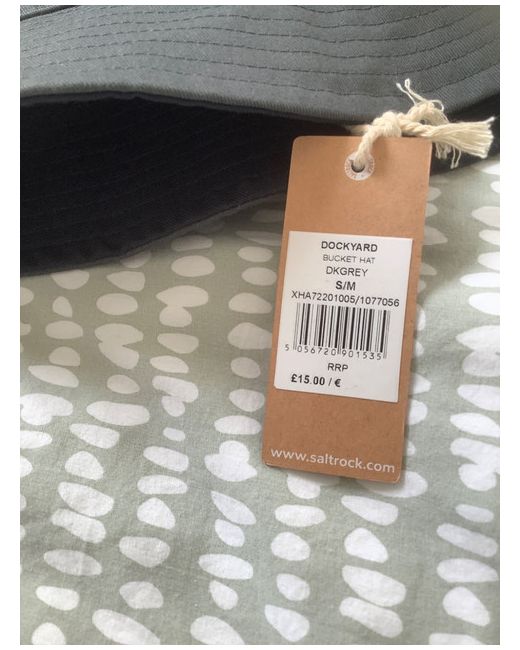 DOCKYARD
BUCKET HAT
DKGREY
S/M
XHA72201005/1077056
5 056720 901535
RRP
£15.00 / €
www.saltrock.com